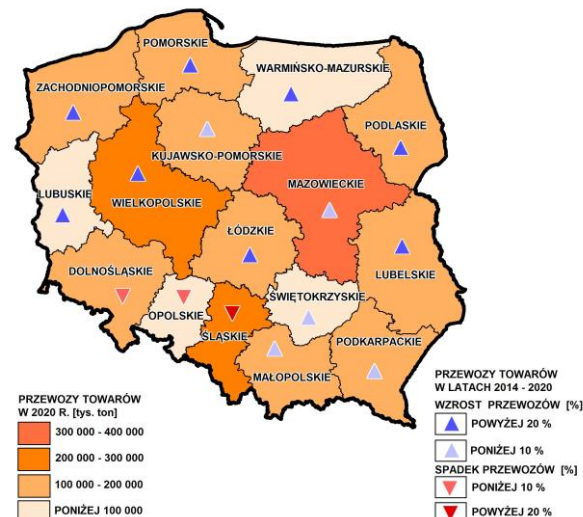 POMORSKIE
WARMIŃSKO-MAZURSKIE
ZACHODNIOPOMORSKIE
PODLASKIE
KUJAWSKO-POMORSKIE
MAZOWIECKIE
LUBUSKIE
WIELKOPOLSKIE
ŁÓDZKIE
LUBELSKIE
DOLNOŚLĄSKIE
ŚWIĘTOKRZYSKIE
OPOLSKIE
ŚLĄSKIE
PODKARPACKIE
MAŁOPOLSKIE
PRZEWOZY TOWARÓW
W 2020 R. [tys. ton]
300 000 - 400 000
200 000 - 300 000
100 000 - 200 000
PONIŻEJ 100 000
PRZEWOZY TOWARÓW
W LATACH 2014 - 2020
WZROST PRZEWOZÓW [%]
POWYŻEJ 20 %
PONIŻEJ 10 %
SPADEK PRZEWOZÓW [%]
PONIŻEJ 10 %
POWYŻEJ 20 %